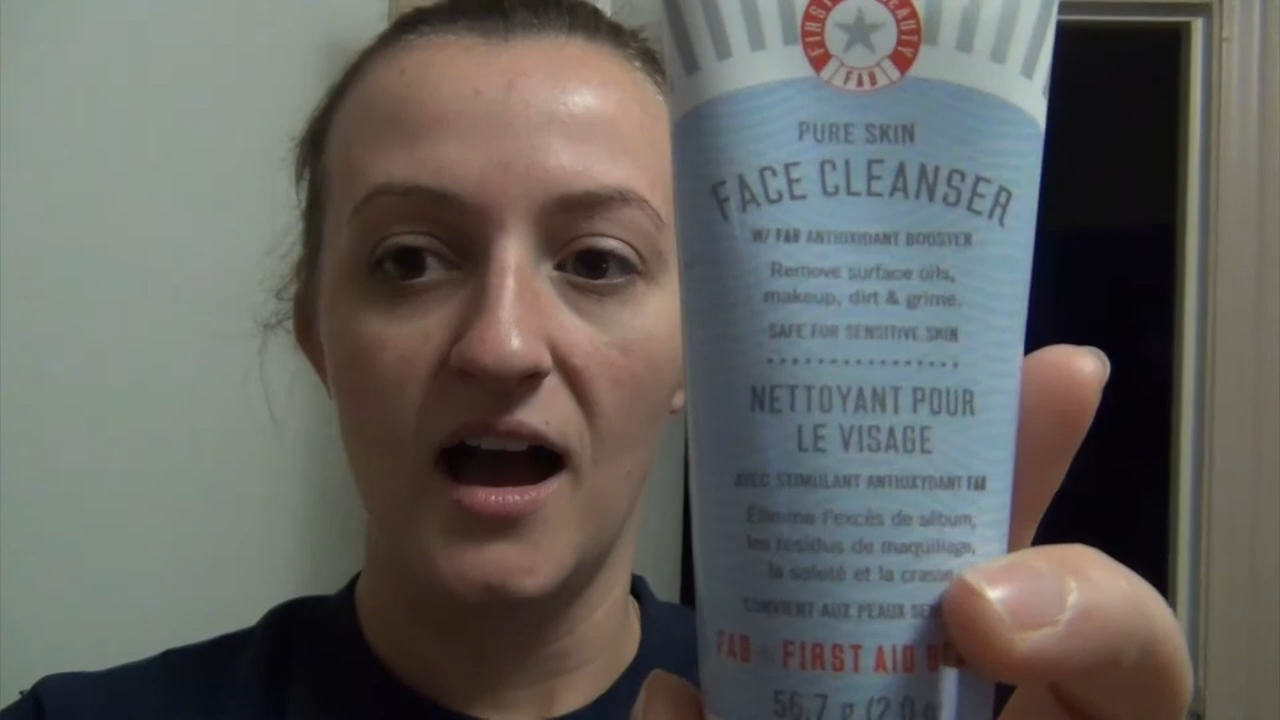 FIRST AID BEAUTY
FAB
PURE SKIN
FACE CLEANSER
W/ FAB ANTIOXIDANT BOOSTER
Remove surface oils,
makeup, dirt & grime.
SAFE FOR SENSITIVE SKIN
NETTOYANT POUR
LE VISAGE
AVEC STIMULANT ANTIOXYDANT FAB
Élimine l'excès de sébum,
les résidus de maquillage,
la saleté et la crasse
CONVIENT AUX PEAUX
FAB FIRST AID
56.7 g (2.0